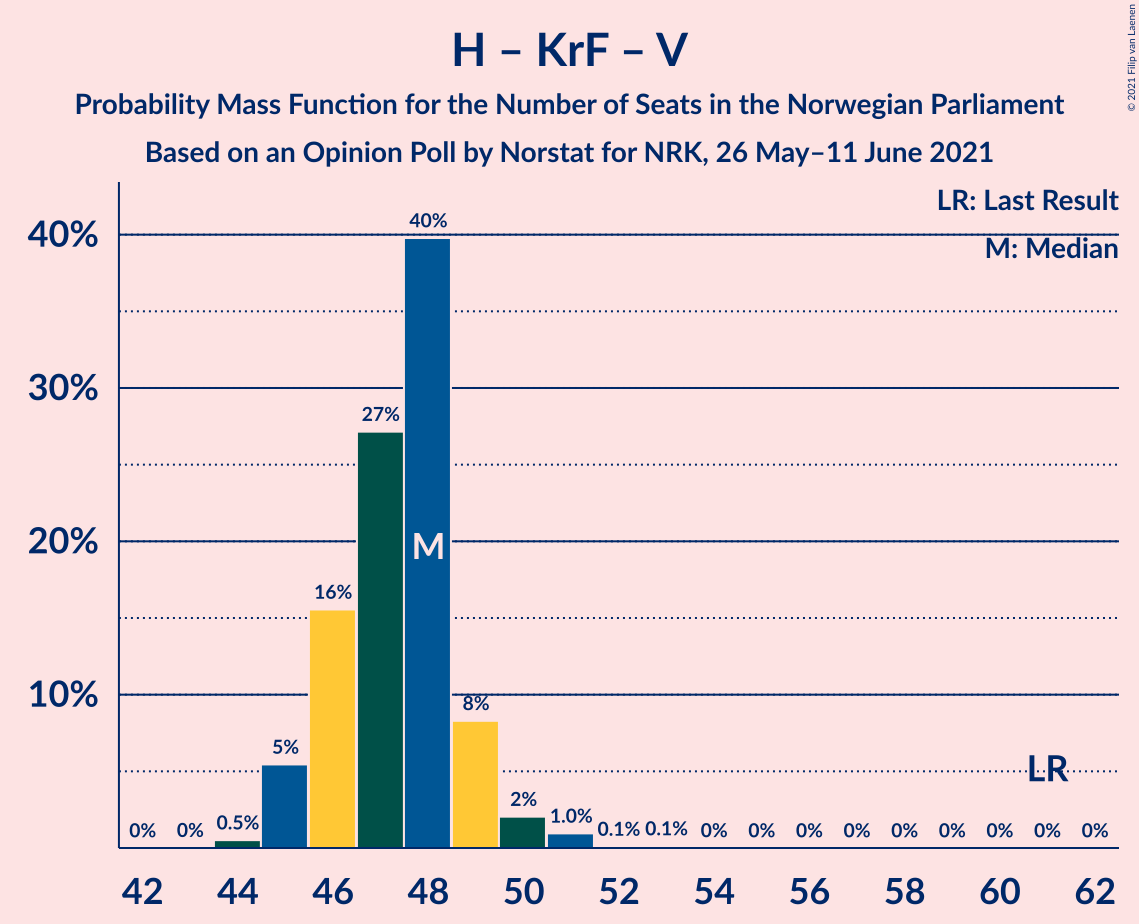 H – KrF – V
Probability Mass Function for the Number of Seats in the Norwegian Parliament
Based on an Opinion Poll by Norstat for NRK, 26 May–11 June 2021
© 2021 Filip van Laenen
LR: Last Result
M: Median
40%
30%
20%
10%
0% 0% 0.5% 5% 16% 27% 40% 8% 2% 1.0% 0.1% 0.1% 0% 0% 0% 0% 0% 0% 0% 0% 0%
M
LR
42 44 46 48 50 52 54 56 58 60 62